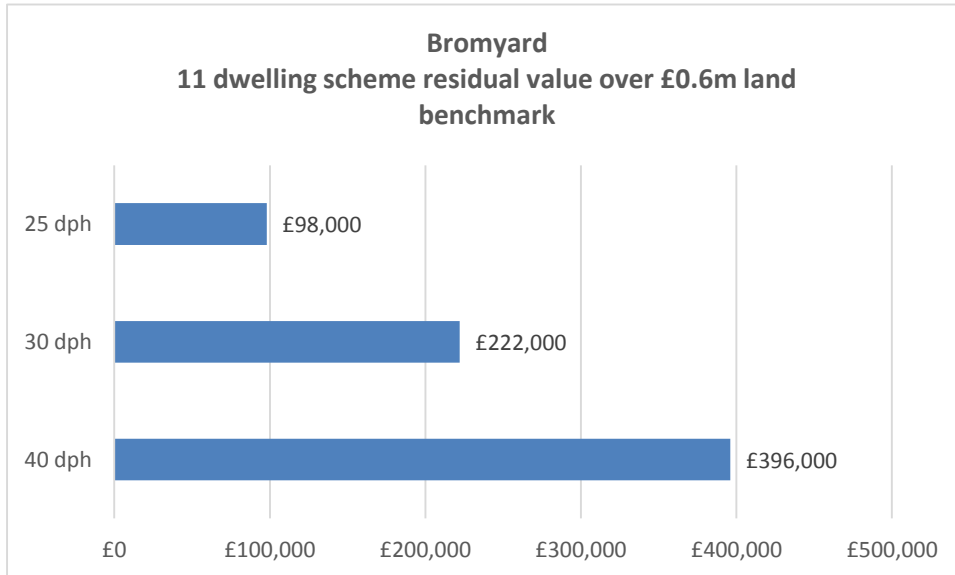 Bromyard
11 dwelling scheme residual value over £0.6m land
benchmark
25 dph
£98,000
30 dph
£222,000
40 dph
£396,000
£0 £100,000 £200,000 £300,000 £400,000 £500,000